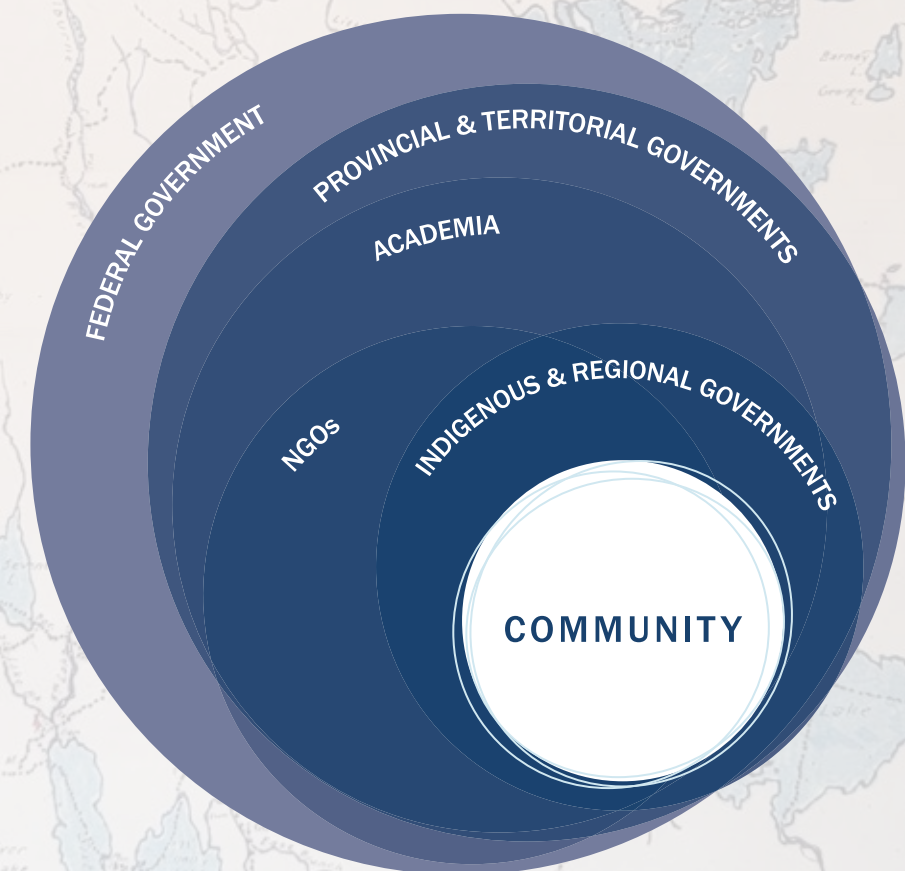 FEDERAL GOVERNMENT
PROVINCIAL & TERRITORIAL GOVERNMENTS
ACADEMIA
NGOs
INDIGENOUS & REGIONAL GOVERNMENTS
COMMUNITY